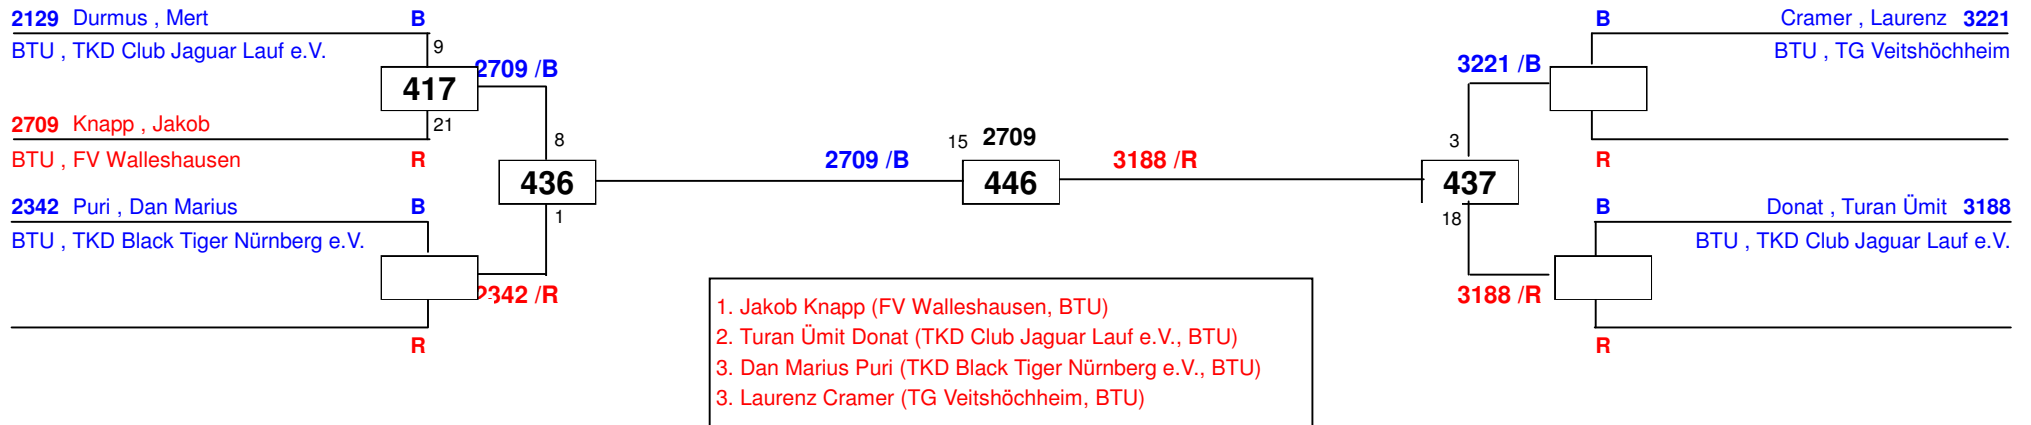 2129 Durmus , Mert B
BTU , TKD Club Jaguar Lauf e.V.
9
2709 /B
417
2709 Knapp , Jakob
21
BTU , FV Walleshausen R
8
436
2342 Puri , Dan Marius B
1
BTU , TKD Black Tiger Nürnberg e.V.
2342 /R
R
2709 /B
15 2709
446
3188 /R
B Cramer , Laurenz 3221
BTU , TG Veitshöchheim
3221 /B
3
R
437
18
B Donat , Turan Ümit 3188
BTU , TKD Club Jaguar Lauf e.V.
3188 /R
R
1. Jakob Knapp (FV Walleshausen, BTU)
2. Turan Ümit Donat (TKD Club Jaguar Lauf e.V., BTU)
3. Dan Marius Puri (TKD Black Tiger Nürnberg e.V., BTU)
3. Laurenz Cramer (TG Veitshöchheim, BTU)